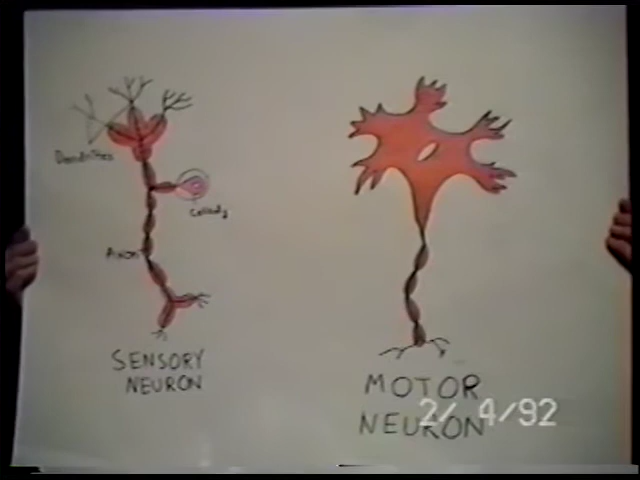 Dendrites
Cell body
Axon
SENSORY
NEURON
MOTOR
NEURON
2/ 4/92